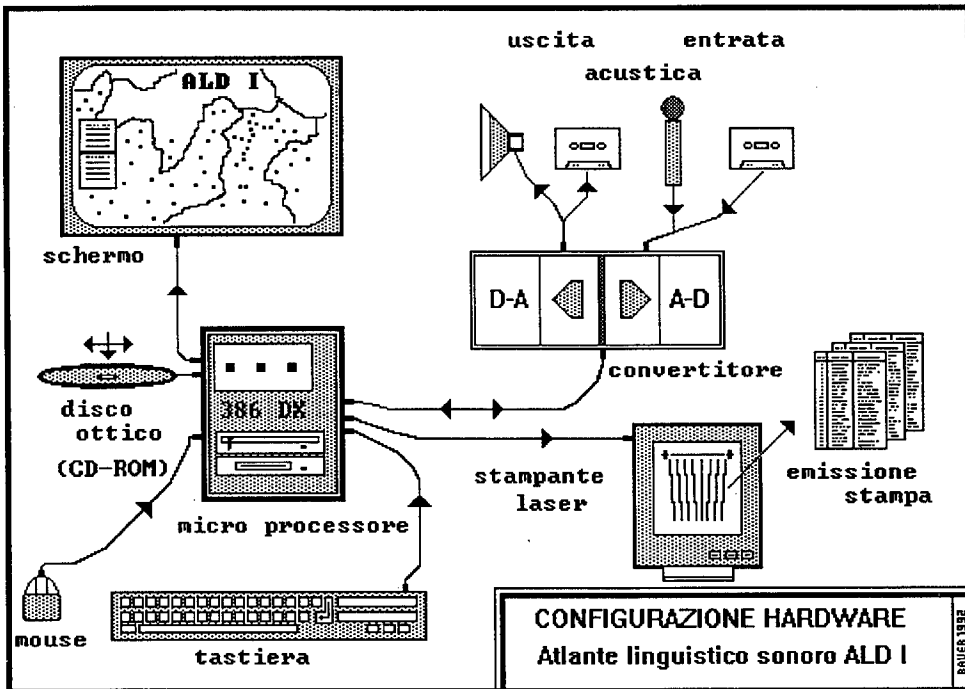 uscita entrata
acustica
ALD I
schermo
D-A A-D
convertitore
disco
ottico
(CD-ROM)
386 DX
micro processore
stampante
laser
emissione
stampa
mouse
tastiera
CONFIGURAZIONE HARDWARE
Atlante linguistico sonoro ALD I
BAUER 1992